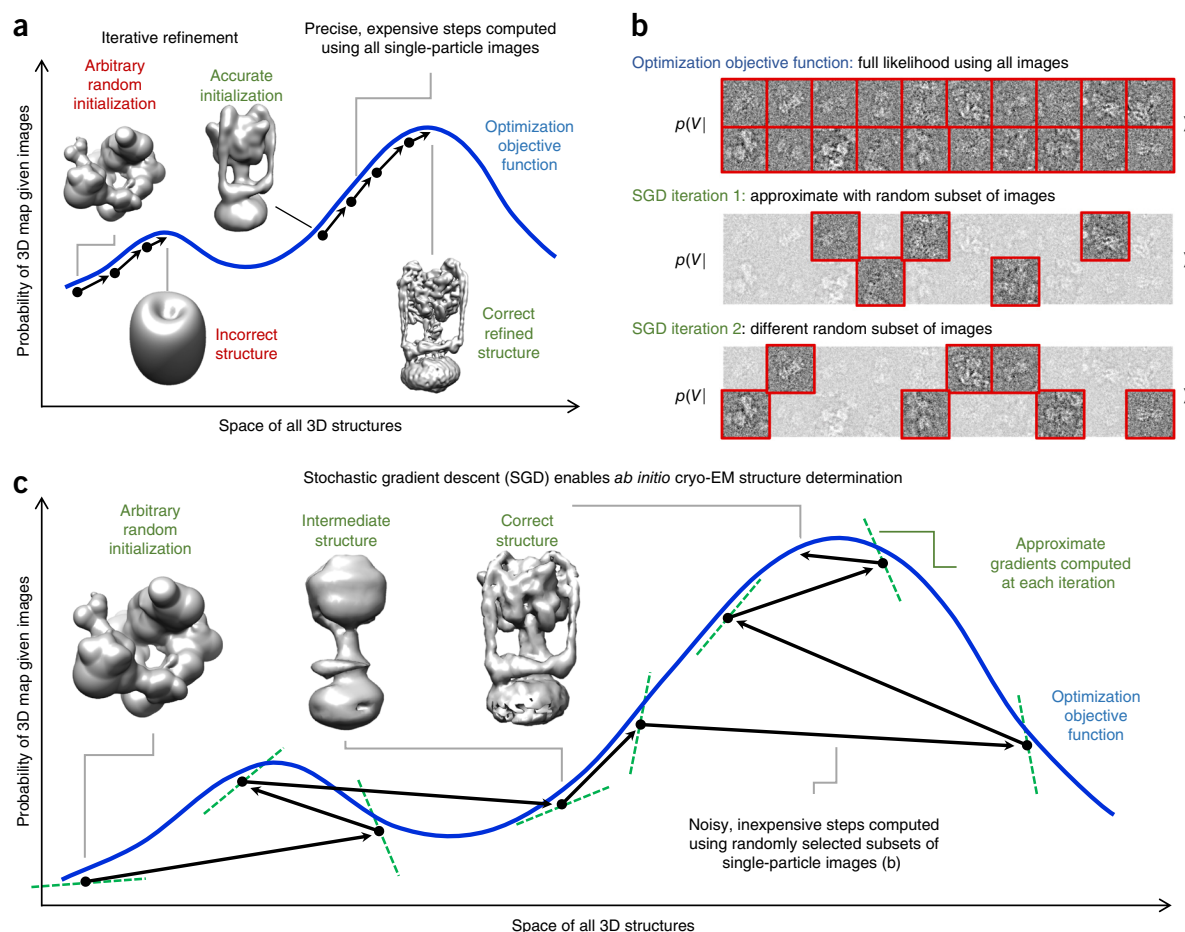 a
Iterative refinement
Precise, expensive steps computed
using all single-particle images
Arbitrary
random
initialization
Accurate
initialization
Optimization
objective
function
Incorrect
structure
Correct
refined
structure
Probability of 3D map given images
Space of all 3D structures
b
Optimization objective function: full likelihood using all images
p(V|
)
SGD iteration 1: approximate with random subset of images
p(V|
)
SGD iteration 2: different random subset of images
p(V|
)
c
Stochastic gradient descent (SGD) enables ab initio cryo-EM structure determination
Arbitrary
random
initialization
Intermediate
structure
Correct
structure
Approximate
gradients computed
at each iteration
Optimization
objective
function
Noisy, inexpensive steps computed
using randomly selected subsets of
single-particle images (b)
Probability of 3D map given images
Space of all 3D structures